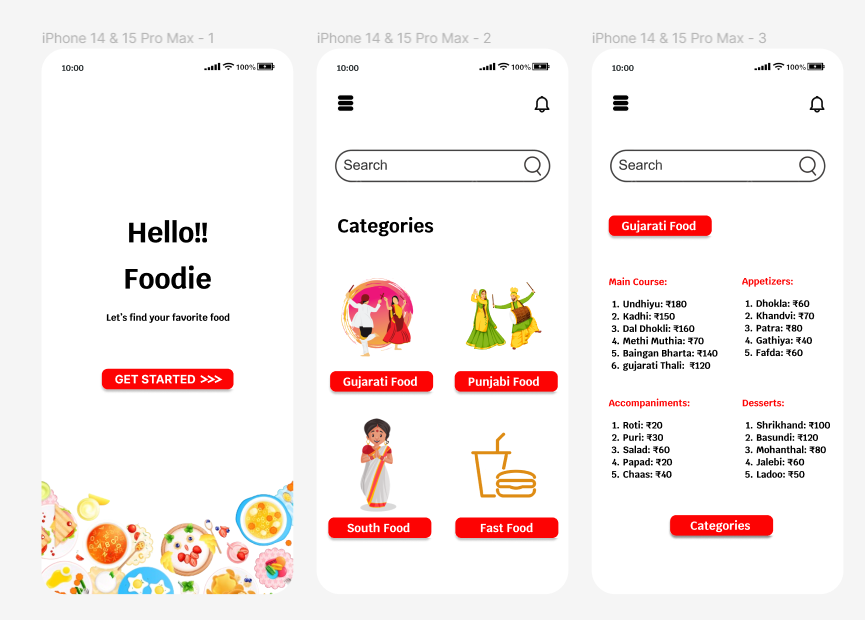 iPhone 14 & 15 Pro Max - 1
10:00
100%
Hello!!
Foodie
Let's find your favorite food
GET STARTED >>>
iPhone 14 & 15 Pro Max - 2
10:00
100%
Search
Categories
Gujarati Food
Punjabi Food
South Food
Fast Food
iPhone 14 & 15 Pro Max - 3
10:00
100%
Search
Gujarati Food
Main Course:
1. Undhiyu: ₹180
2. Kadhi: ₹150
3. Dal Dhokli: ₹160
4. Methi Muthia: ₹70
5. Baingan Bharta: ₹140
6. gujarati Thali: ₹120
Appetizers:
1. Dhokla: ₹60
2. Khandvi: ₹70
3. Patra: ₹80
4. Gathiya: ₹40
5. Fafda: ₹60
Accompaniments:
1. Roti: ₹20
2. Puri: ₹30
3. Salad: ₹60
4. Papad: ₹20
5. Chaas: ₹40
Desserts:
1. Shrikhand: ₹100
2. Basundi: ₹120
3. Mohanthal: ₹80
4. Jalebi: ₹60
5. Ladoo: ₹50
Categories